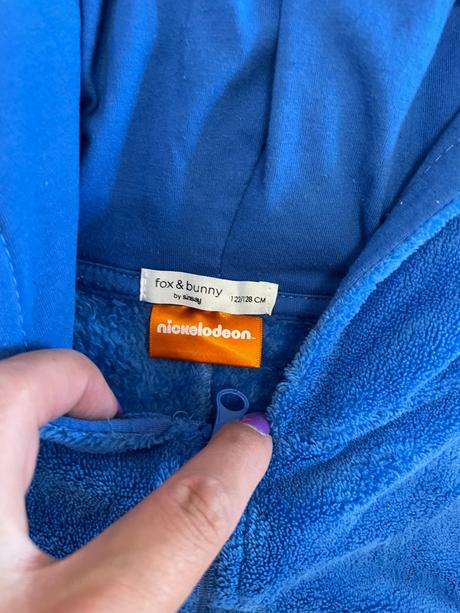 fox & bunny
by sinsay 122/128 CM
nickelodeon